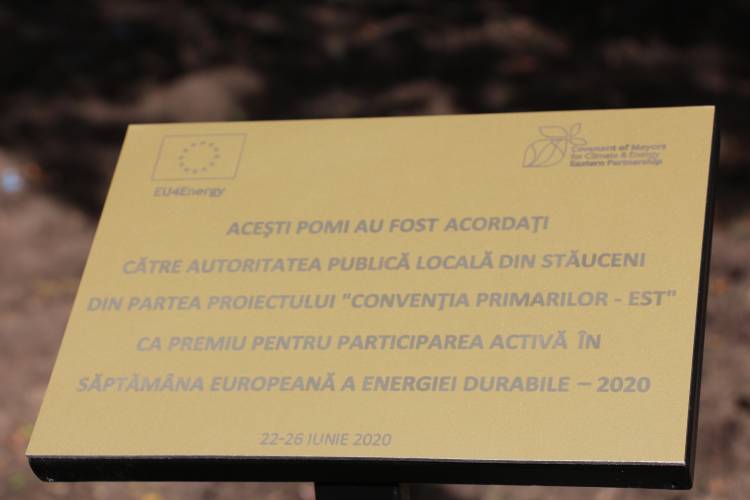 EU4Energy
Covenant of Mayors
for Climate & Energy
Eastern Partnership
ACEŞTI POMI AU FOST ACORDAŢI
CĂTRE AUTORITATEA PUBLICĂ LOCALĂ DIN STĂUCENI
DIN PARTEA PROIECTULUI "CONVENŢIA PRIMARILOR - EST"
CA PREMIU PENTRU PARTICIPAREA ACTIVĂ ÎN
SĂPTĂMÂNA EUROPEANĂ A ENERGIEI DURABILE – 2020
22-26 IUNIE 2020